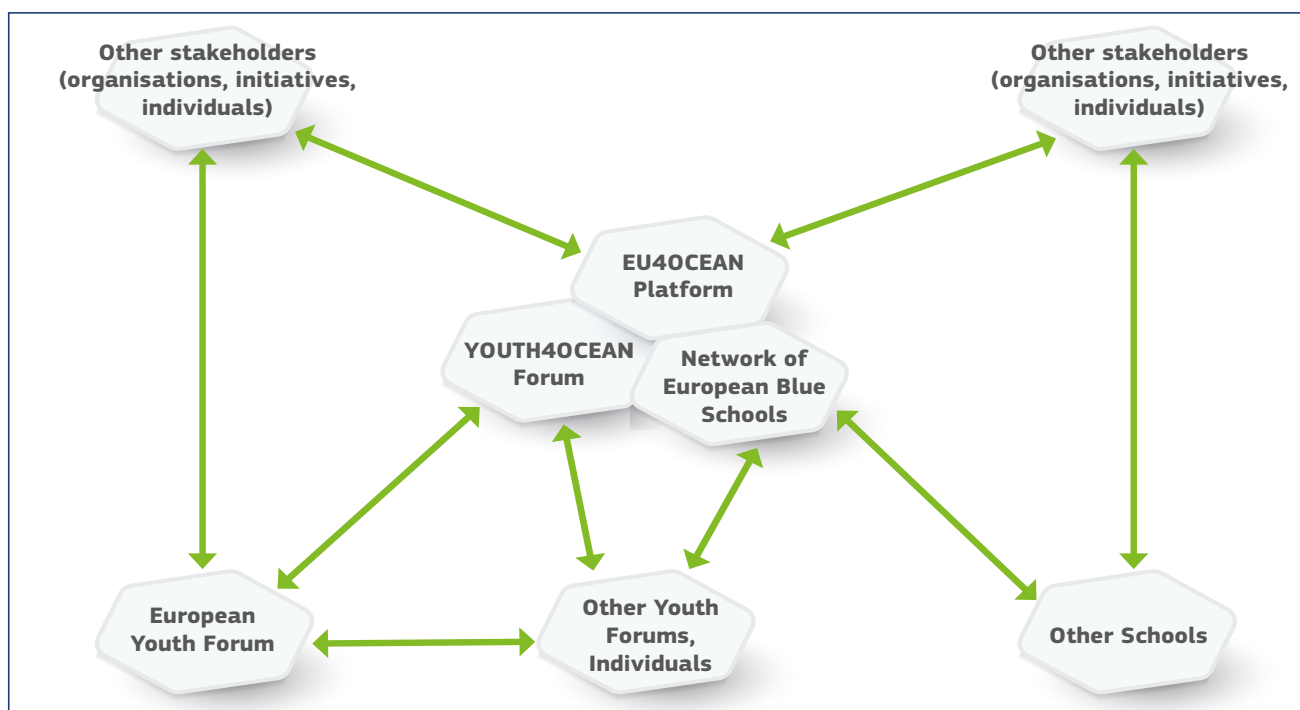 Other stakeholders
(organisations, initiatives,
individuals)
Other stakeholders
(organisations, initiatives,
individuals)
EU4OCEAN
Platform
YOUTH4OCEAN
Forum
Network of
European Blue
Schools
European
Youth Forum
Other Youth
Forums,
Individuals
Other Schools